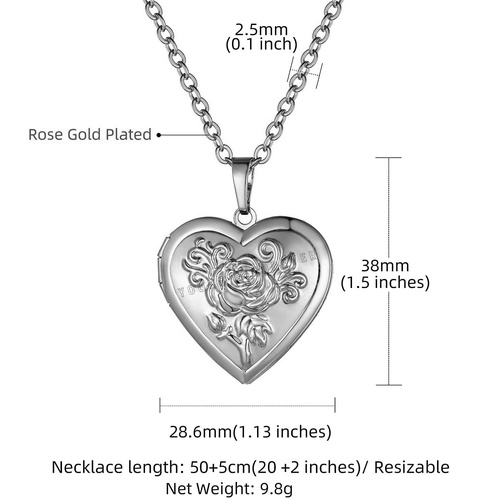 2.5mm
(0.1 inch)
Rose Gold Plated
38mm
(1.5 inches)
28.6mm(1.13 inches)
Necklace length: 50+5cm(20 +2 inches)/ Resizable
Net Weight: 9.8g